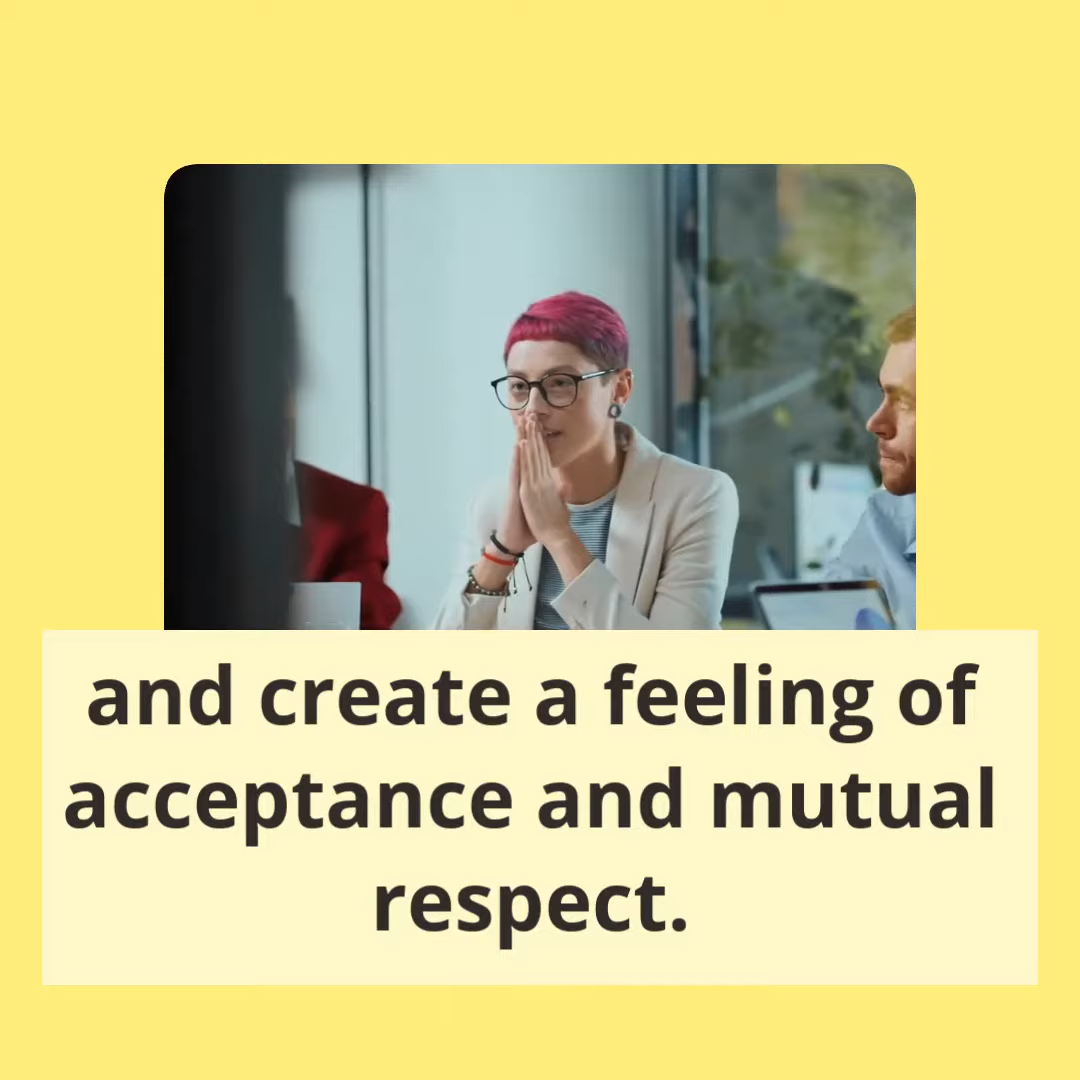 and create a feeling of
acceptance and mutual
respect.